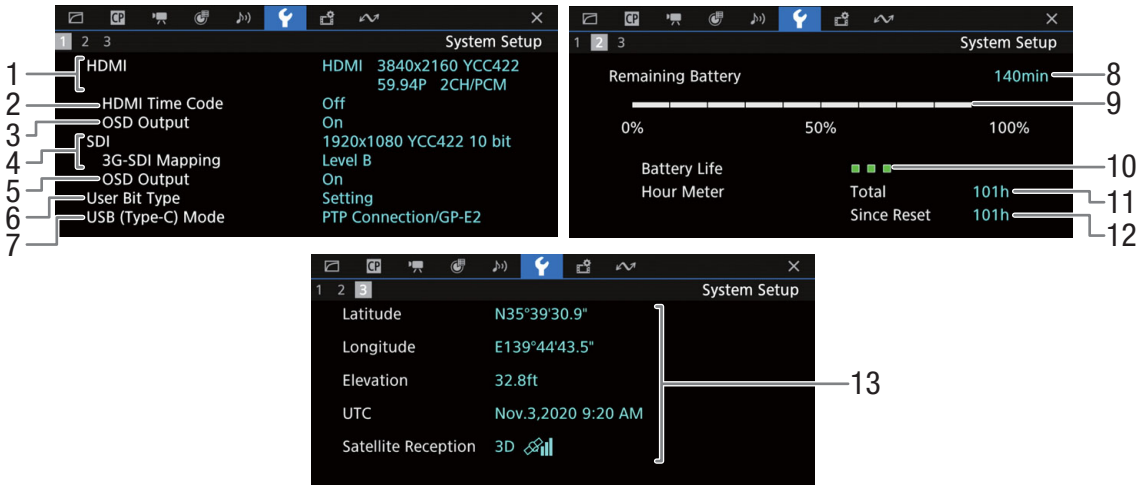 CP
1 2 3 System Setup
1 HDMI HDMI 3840x2160 YCC422
59.94P 2CH/PCM
2 HDMI Time Code Off
3 OSD Output On
4 SDI 1920x1080 YCC422 10 bit
3G-SDI Mapping Level B
5 OSD Output On
6 User Bit Type Setting
7 USB (Type-C) Mode PTP Connection/GP-E2
CP
1 2 3 System Setup
Remaining Battery 140min 8
9
0% 50% 100%
Battery Life 10
Hour Meter Total 101h 11
Since Reset 101h 12
CP
1 2 3 System Setup
Latitude N35°39'30.9"
Longitude E139°44'43.5"
Elevation 32.8ft
13
UTC Nov.3,2020 9:20 AM
Satellite Reception 3D